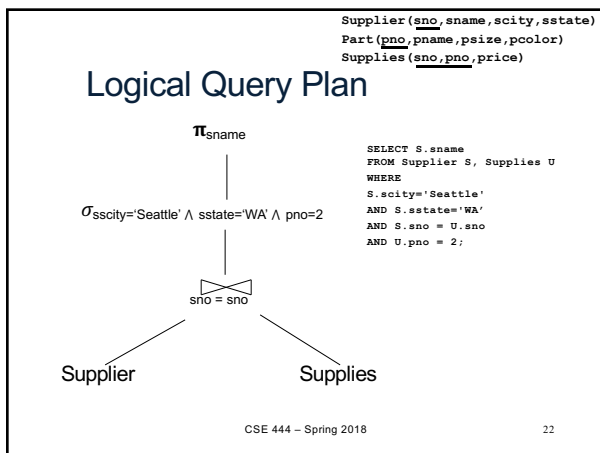 Supplier(sno,sname,scity,sstate)
Part(pno,pname,psize,pcolor)
Supplies(sno,pno,price)
Logical Query Plan
πsname
SELECT S.sname
FROM Supplier S, Supplies U
WHERE
S.scity='Seattle'
AND S.sstate='WA’
AND S.sno = U.sno
AND U.pno = 2;
σsscity=‘Seattle’ ∧ sstate=‘WA’ ∧ pno=2
sno = sno
Supplier Supplies
CSE 444 – Spring 2018 22